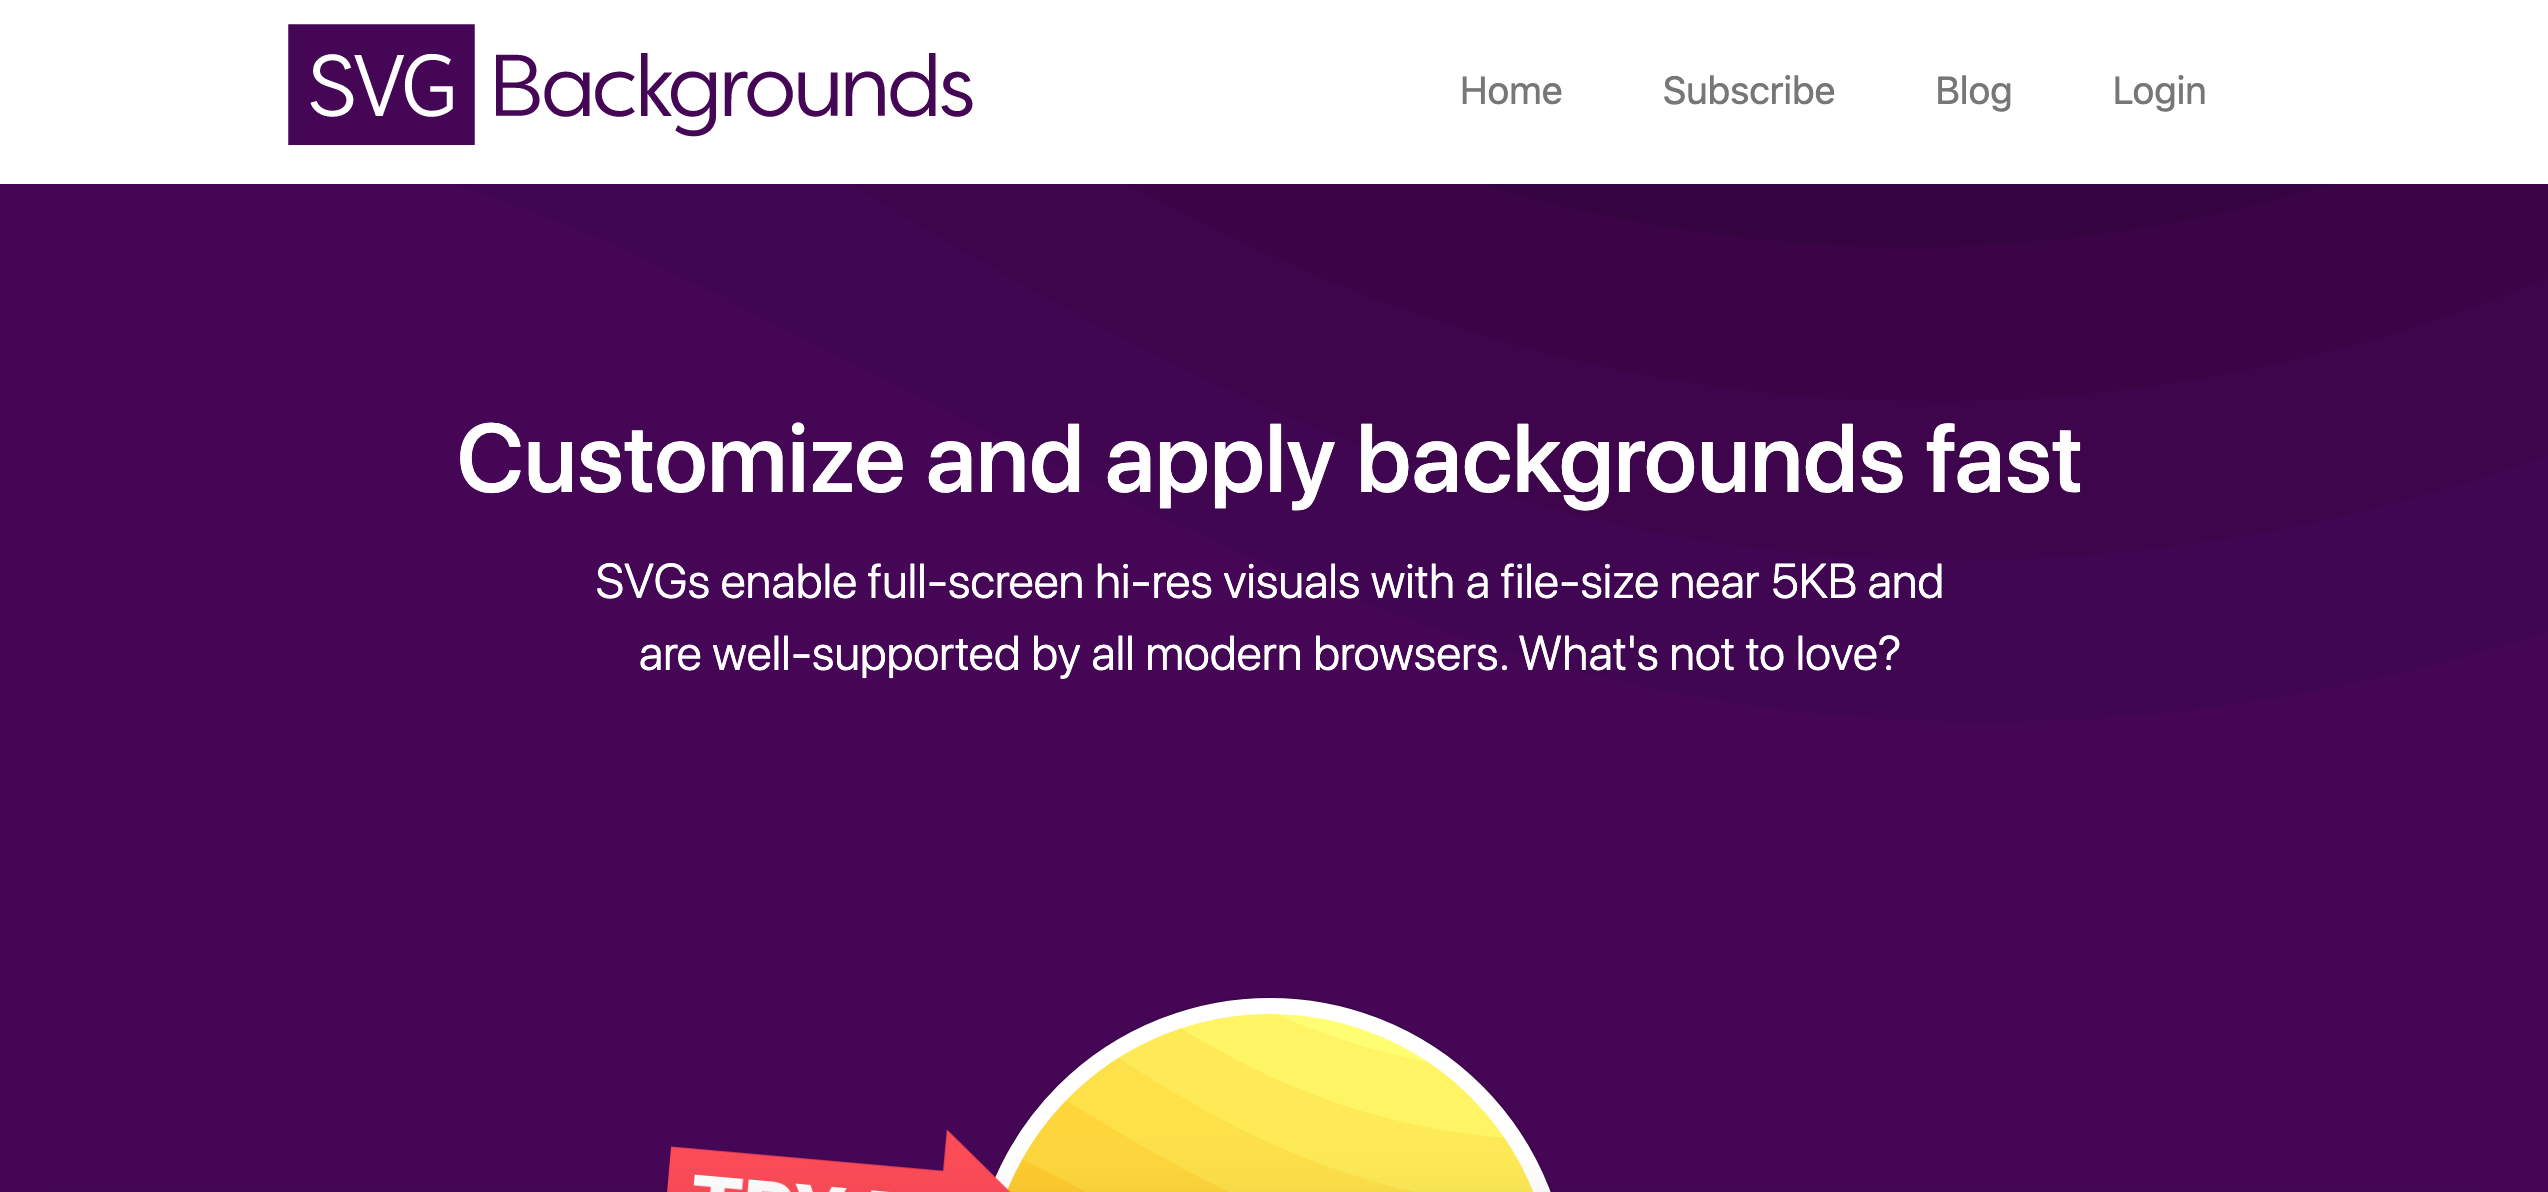 SVG Backgrounds
Home Subscribe Blog Login
Customize and apply backgrounds fast
SVGs enable full-screen hi-res visuals with a file-size near 5KB and
are well-supported by all modern browsers. What's not to love?